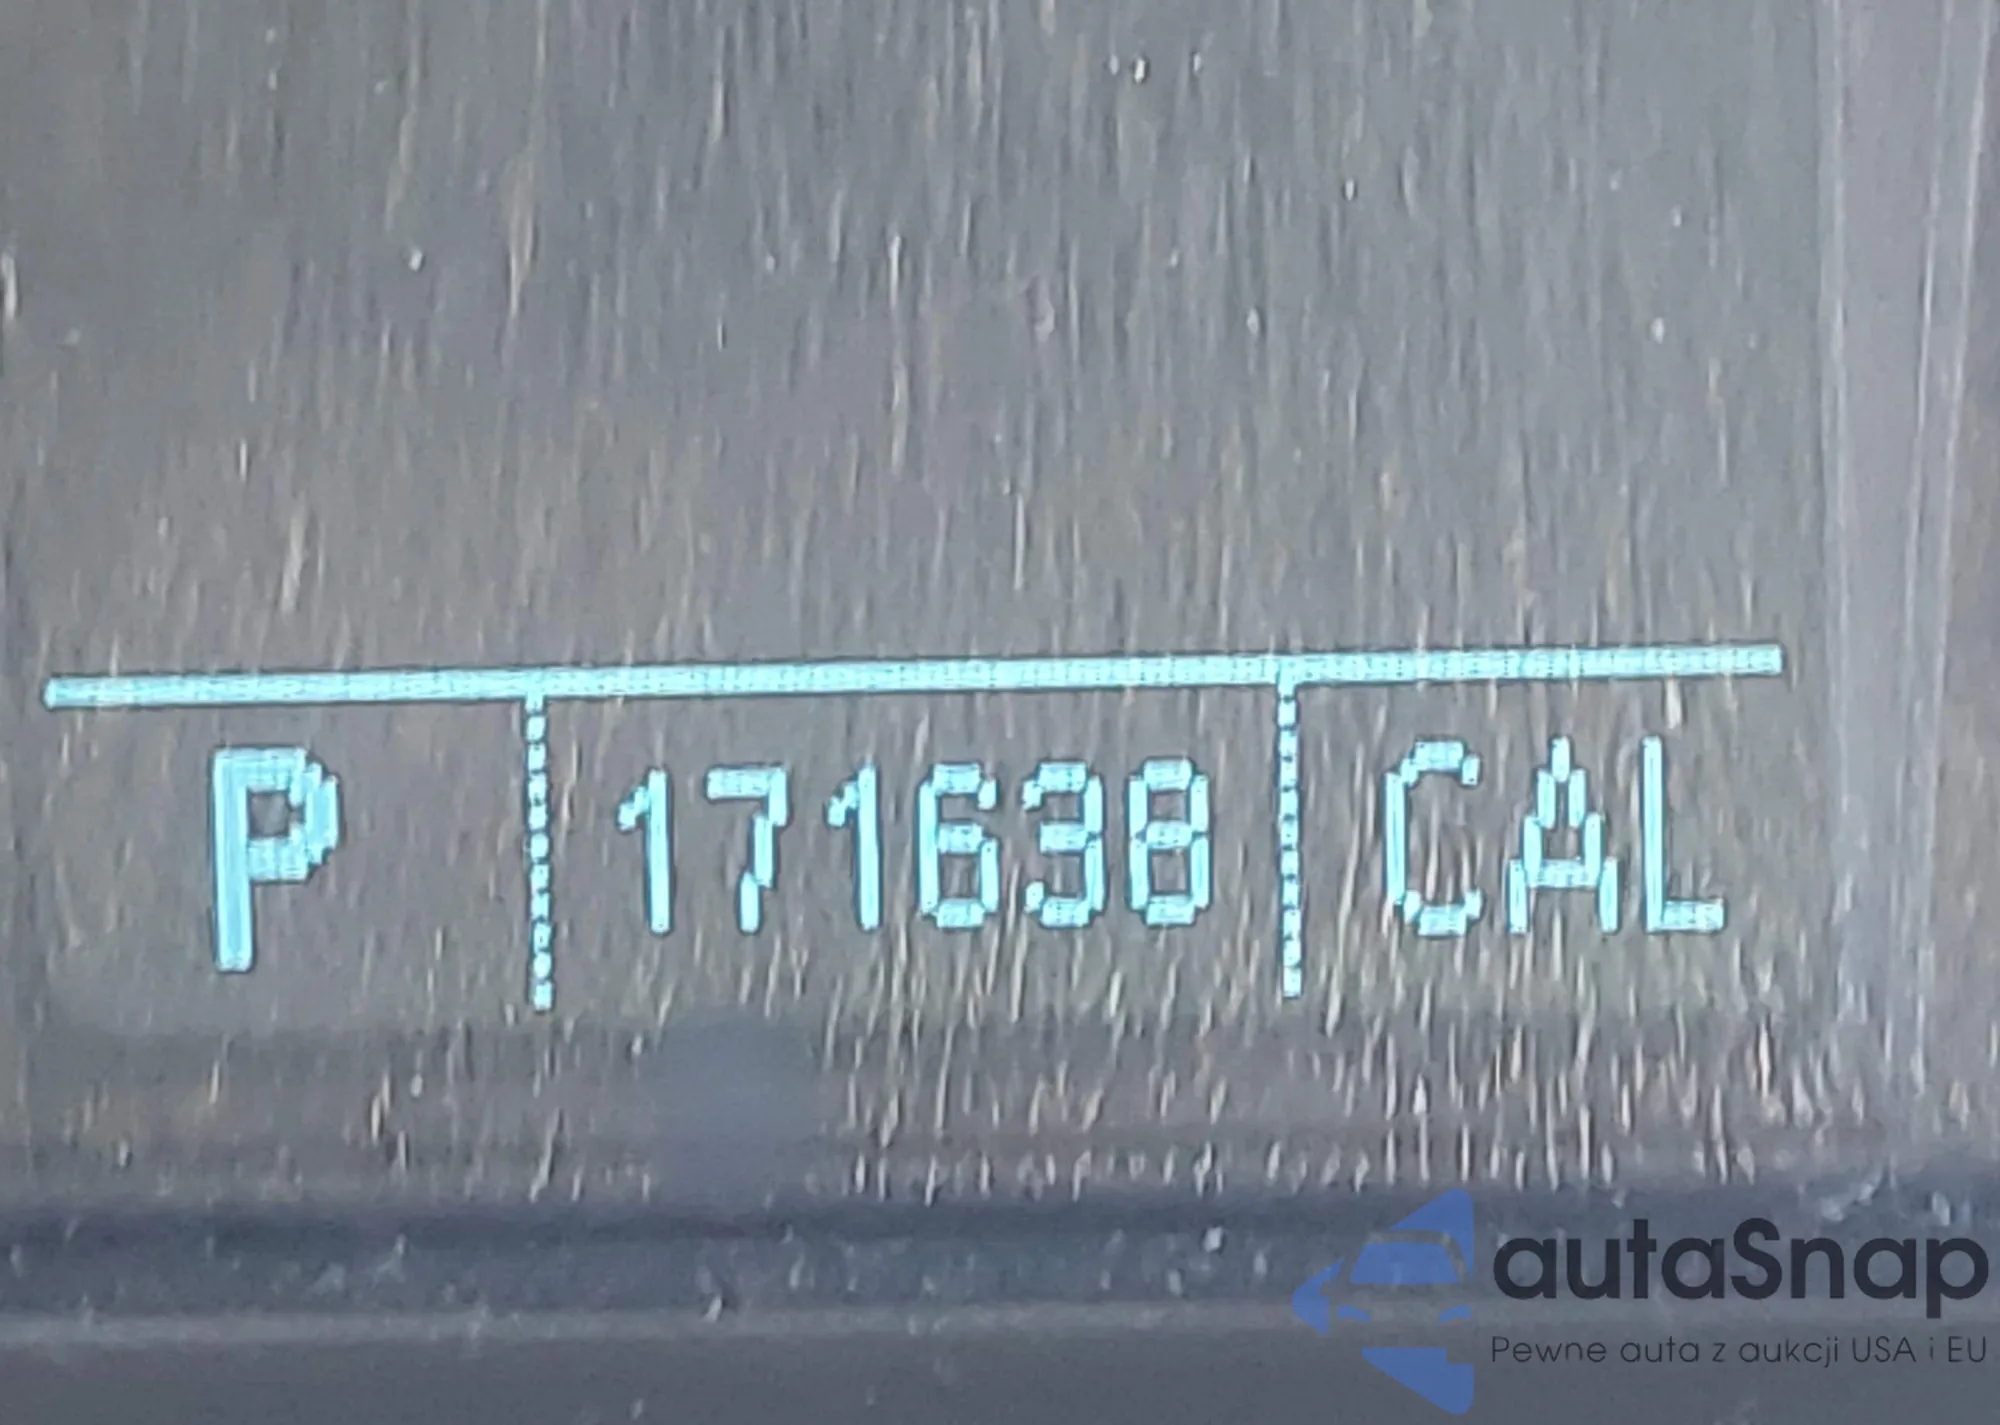 P 171638 CAL
autaSnap
Pewne auta z aukcji USA i EU